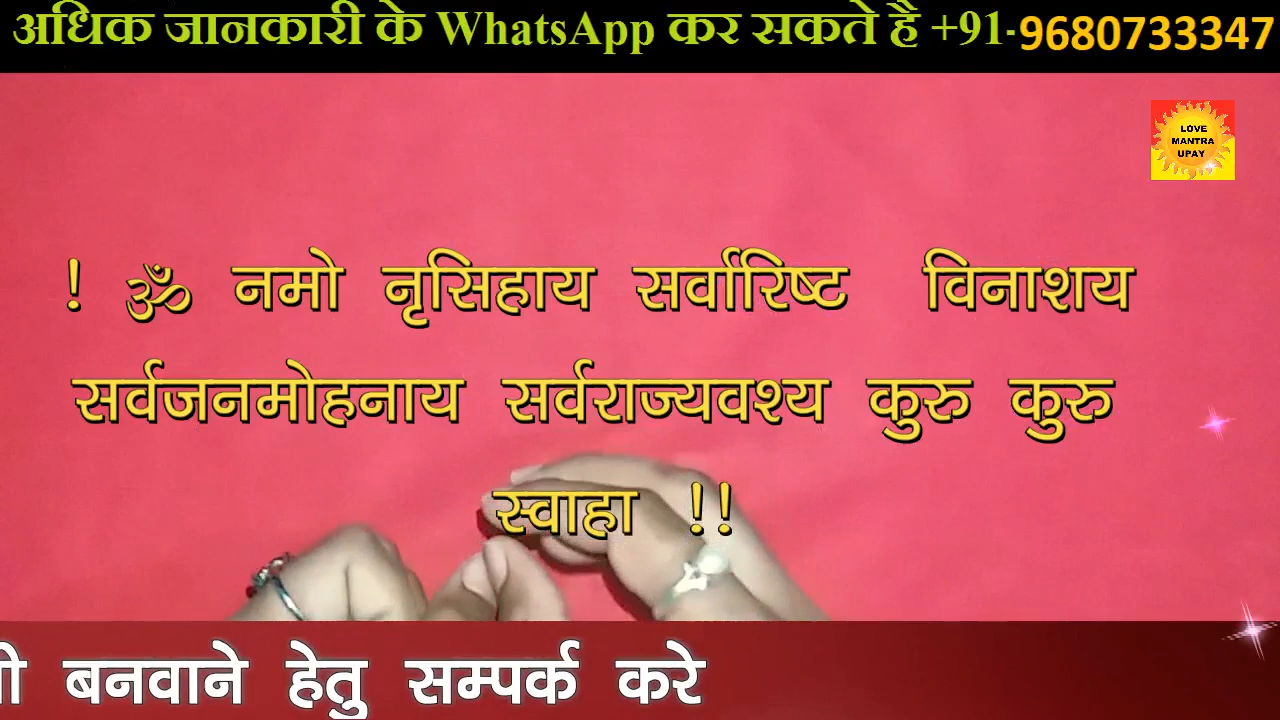 अधिक जानकारी के WhatsApp कर सकते है +91-9680733347
LOVE
MANTRA
UPAY
! ॐ नमो नृसिहाय सर्वारिष्ट विनाशय
सर्वजनमोहनाय सर्वराज्यवश्य कुरु कुरु
स्वाहा !!
बनवाने हेतु सम्पर्क करे